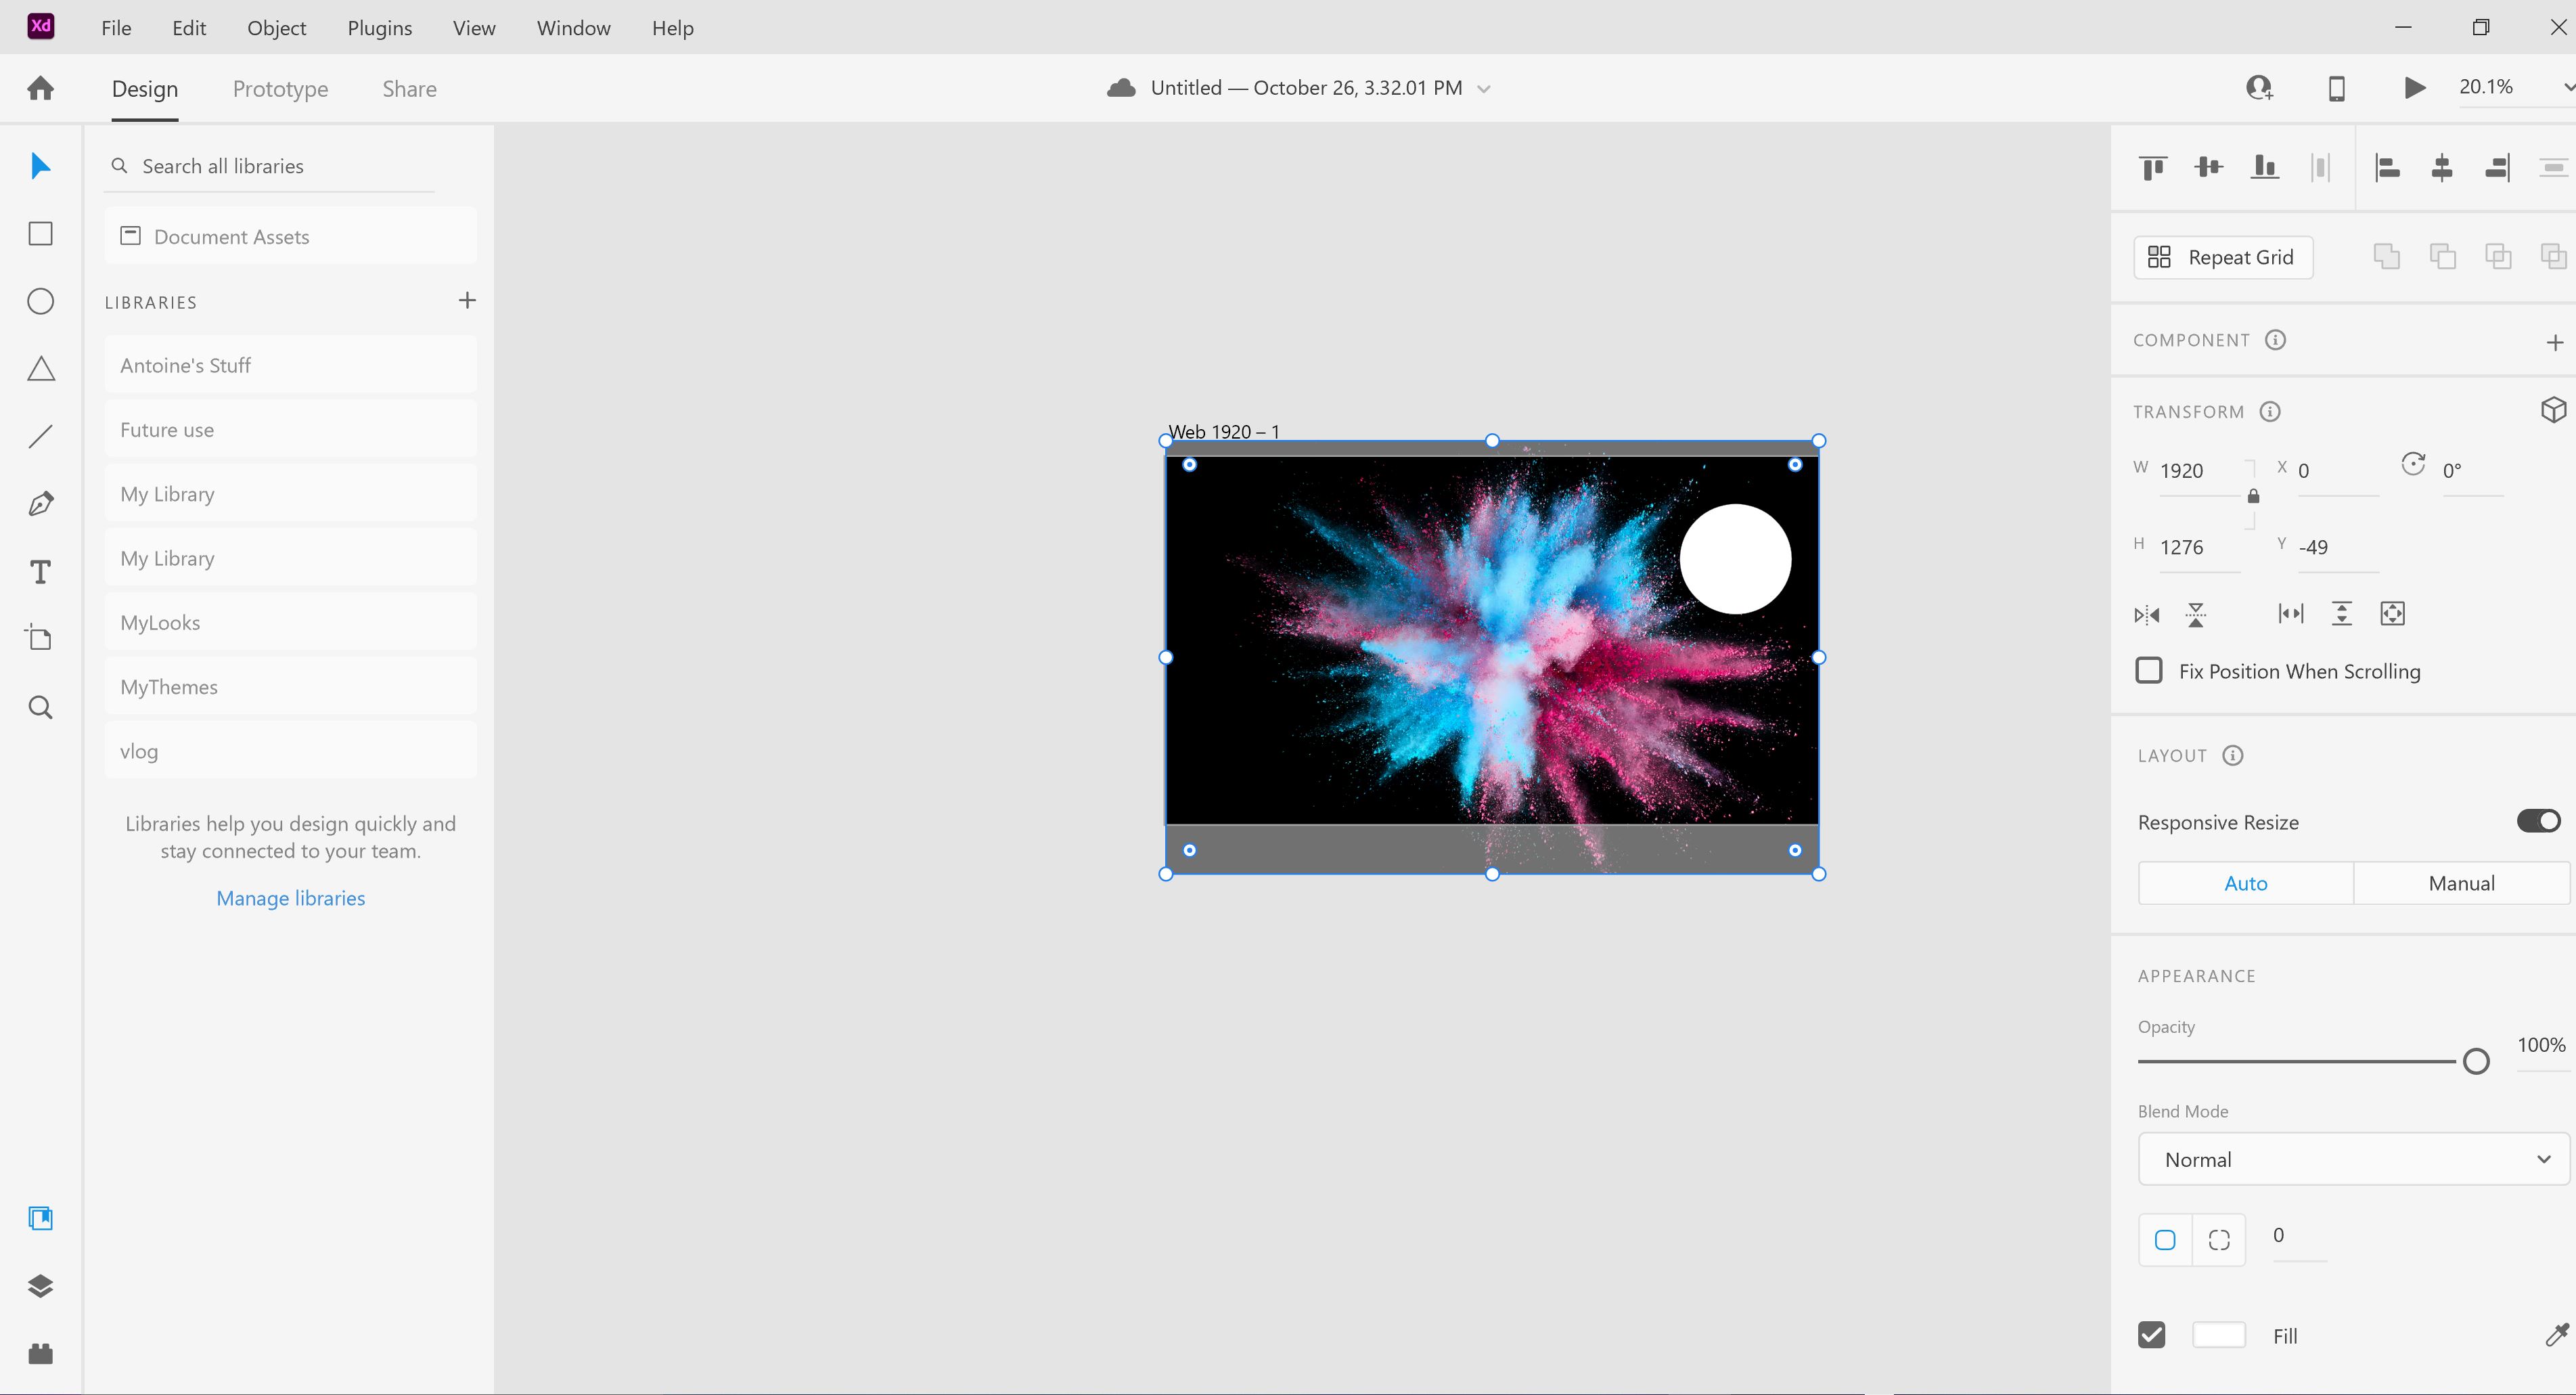 Xd File Edit Object Plugins View Window Help
Design Prototype Share
Untitled — October 26, 3.32.01 PM
20.1%
Search all libraries
Document Assets
LIBRARIES
Antoine's Stuff
Future use
My Library
My Library
MyLooks
MyThemes
vlog
Libraries help you design quickly and
stay connected to your team.
Manage libraries
Web 1920 – 1
Repeat Grid
COMPONENT
TRANSFORM
W 1920 X 0 0°
H 1276 Y -49
Fix Position When Scrolling
LAYOUT
Responsive Resize
Auto Manual
APPEARANCE
Opacity
100%
Blend Mode
Normal
0
Fill